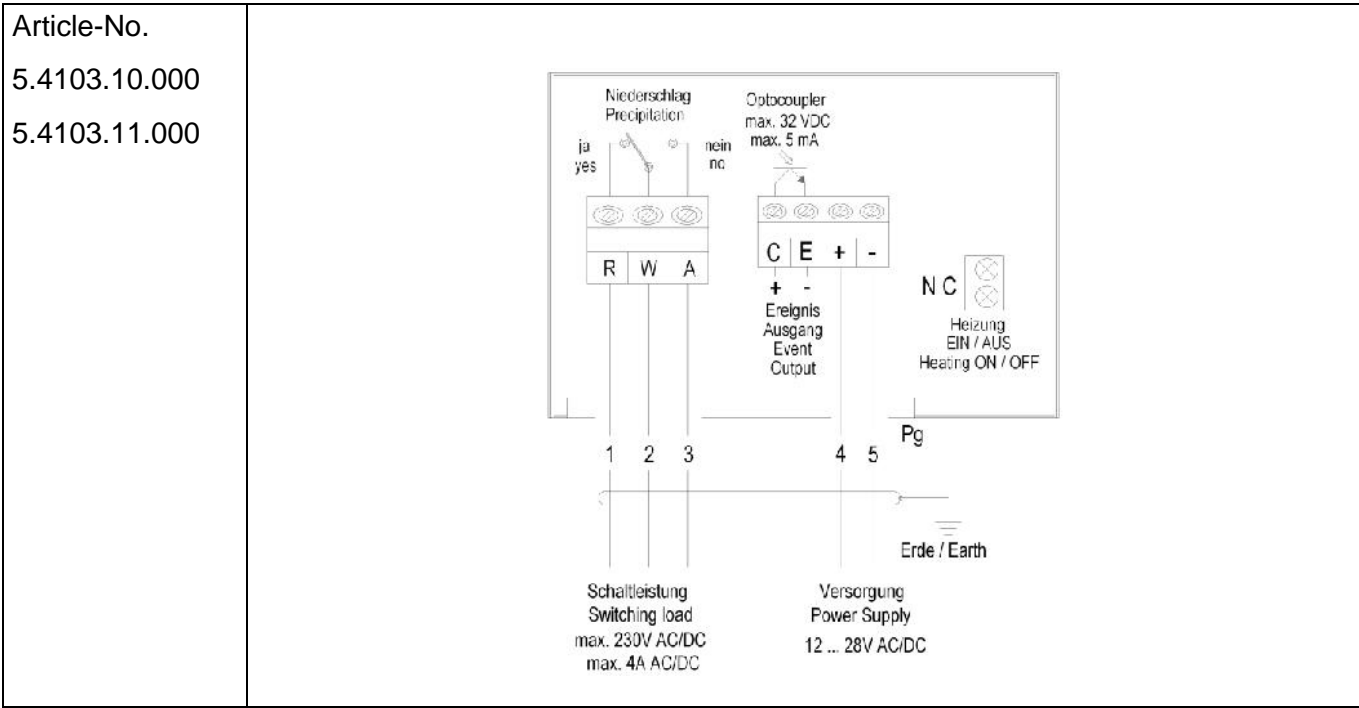 Article-No.
5.4103.10.000
5.4103.11.000
Niederschlag
Precipitation
ja
yes
nein
no
Optocoupler
max. 32 VDC
max. 5 mA
R W A
C E + -
+ -
Ereignis
Ausgang
Event
Output
N C
Heizung
EIN / AUS
Heating ON / OFF
Pg
1 2 3 4 5
Erde / Earth
Schaltleistung
Switching load
max. 230V AC/DC
max. 4A AC/DC
Versorgung
Power Supply
12 ... 28V AC/DC